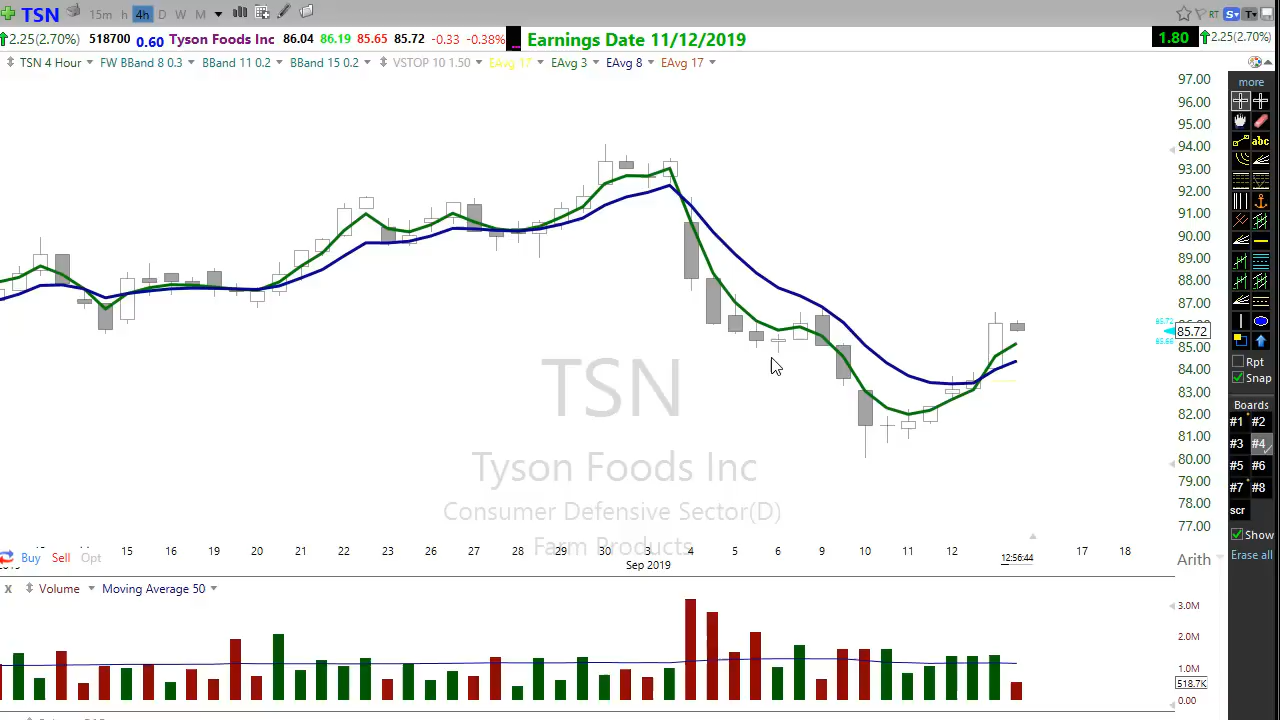 TSN 15m h 4h D W M RT S T
2.25(2.70%) 518700 0.60 Tyson Foods Inc 86.04 86.19 85.65 85.72 -0.33 -0.38% Earnings Date 11/12/2019 1.80 2.25(2.70%)
TSN 4 Hour FW BBand 8 0.3 BBand 11 0.2 BBand 15 0.2 VSTOP 10 1.50 EAvg 17 EAvg 3 EAvg 8 EAvg 17
97.00
96.00
95.00
94.00
93.00
92.00
91.00
90.00
89.00
88.00
87.00
85.72
85.72
85.00
84.00
83.00
82.00
81.00
80.00
79.00
78.00
77.00
more
abc
Rpt
Snap
Boards
#1 #2
#3 #4
#5 #6
#7 #8
scr
Show
Erase all
TSN
Tyson Foods Inc
Consumer Defensive Sector(D)
Farm Products
15 16 19 20 21 22 23 26 27 28 29 30 3 4 5 6 9 10 11 12 12:56:44 17 18
Sep 2019
Buy Sell Opt
Arith
X Volume Moving Average 50
3.0M
2.0M
1.0M
518.7K
0.00